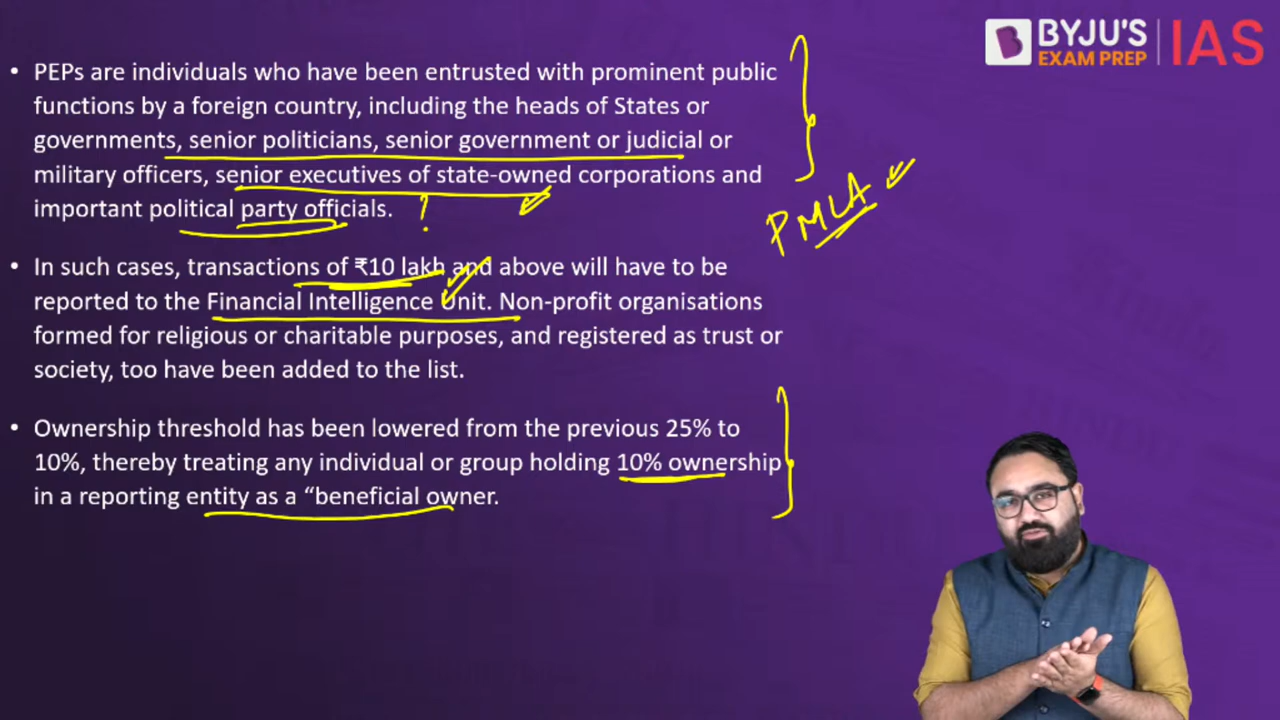 BYJU'S
EXAM PREP
IAS
• PEPs are individuals who have been entrusted with prominent public
functions by a foreign country, including the heads of States or
governments, senior politicians, senior government or judicial or
military officers, senior executives of state-owned corporations and
important political party officials. ?
PMLA
• In such cases, transactions of ₹10 lakh and above will have to be
reported to the Financial Intelligence Unit. Non-profit organisations
formed for religious or charitable purposes, and registered as trust or
society, too have been added to the list.
• Ownership threshold has been lowered from the previous 25% to
10%, thereby treating any individual or group holding 10% ownership
in a reporting entity as a “beneficial owner.